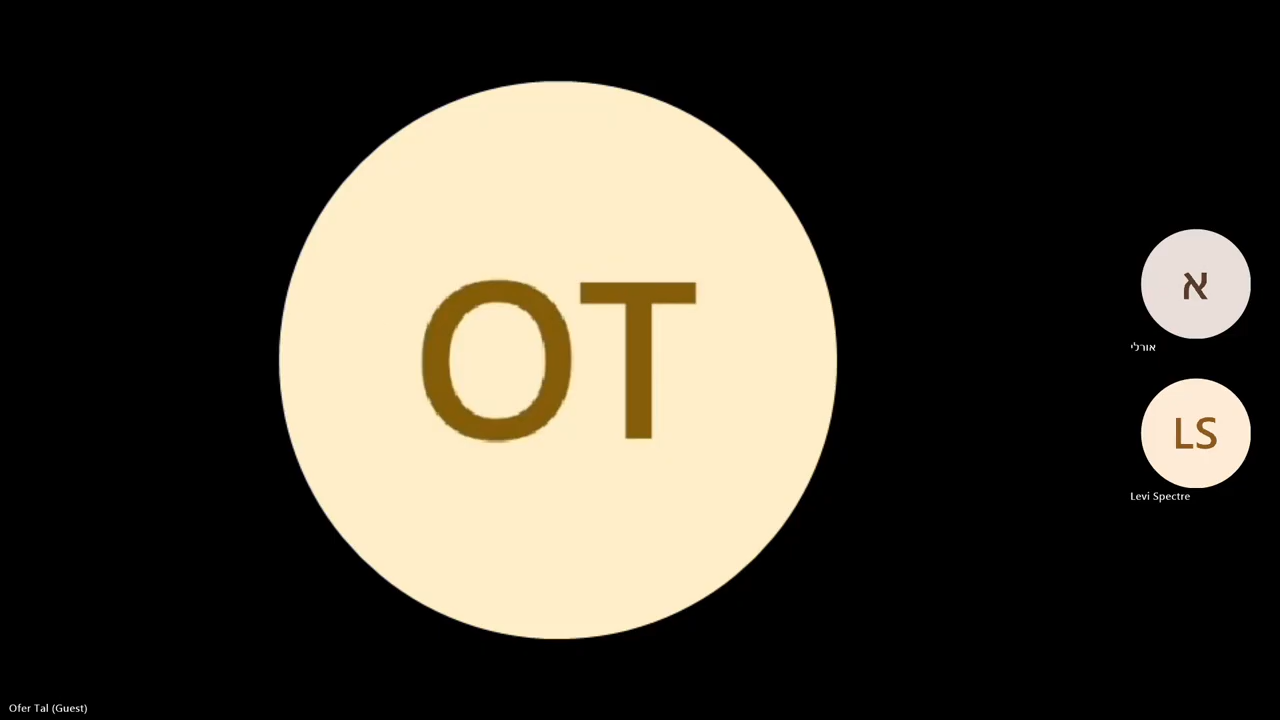 OT
Ofer Tal (Guest)
א
אורלי
LS
Levi Spectre